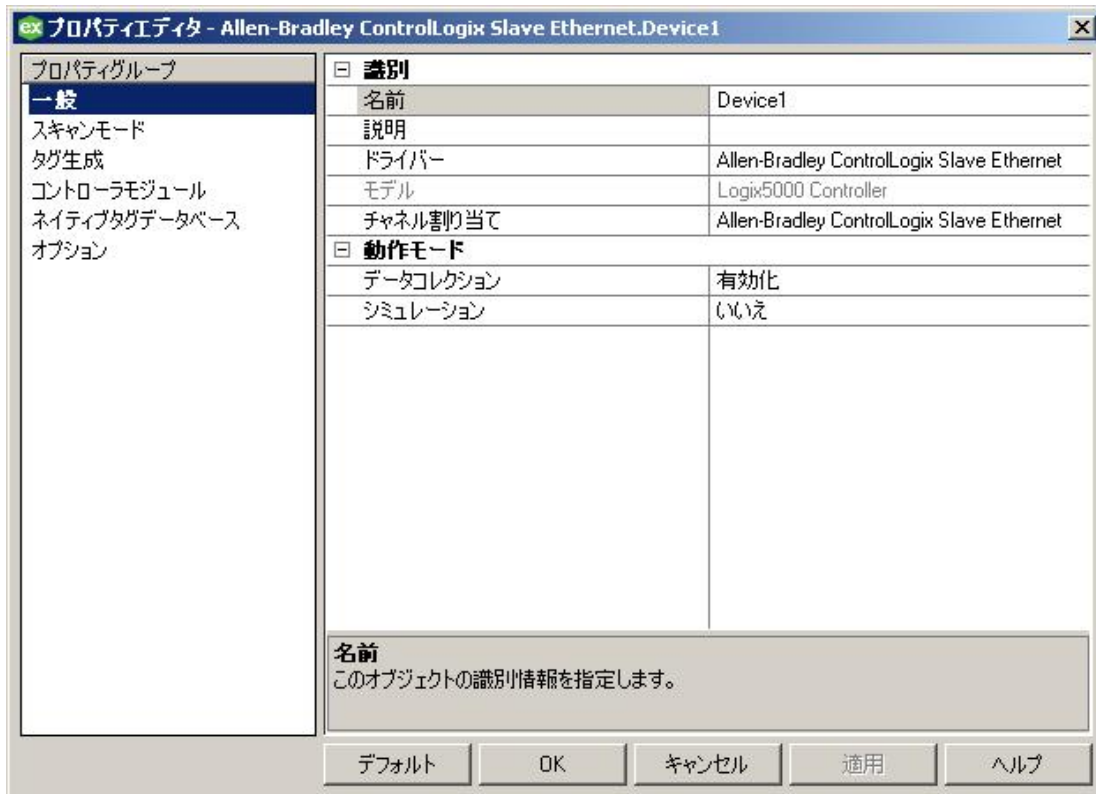 ex プロパティエディタ - Allen-Bradley ControlLogix Slave Ethernet.Device1
プロパティグループ
一般
スキャンモード
タグ生成
コントローラモジュール
ネイティブタグデータベース
オプション
識別
名前 Device1
説明
ドライバー Allen-Bradley ControlLogix Slave Ethernet
モデル Logix5000 Controller
チャネル割り当て Allen-Bradley ControlLogix Slave Ethernet
動作モード
データコレクション 有効化
シミュレーション いいえ
名前
このオブジェクトの識別情報を指定します。
デフォルト OK キャンセル 適用 ヘルプ